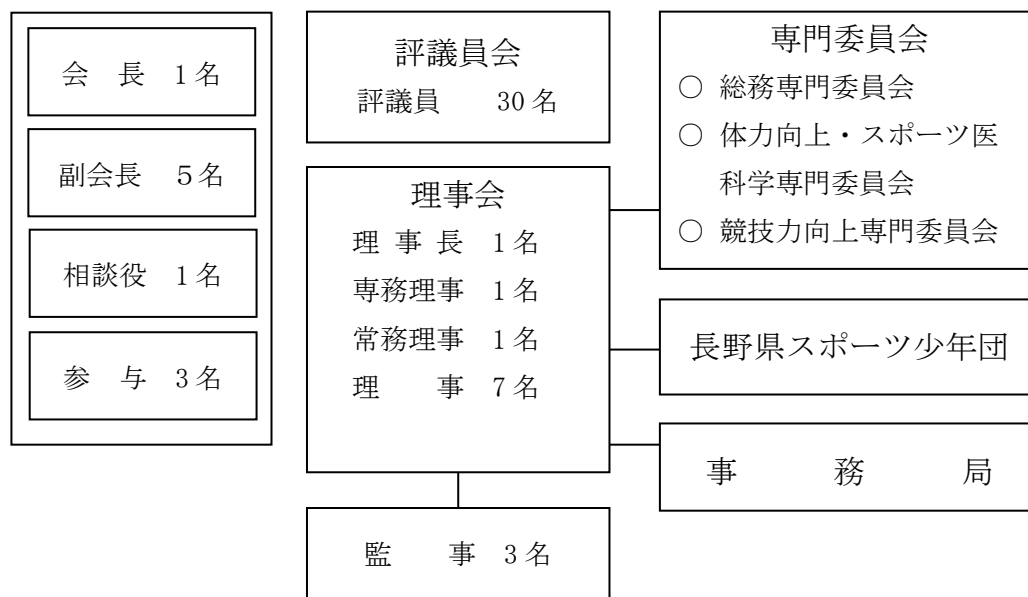 会　長　1名
副会長　5名
相談役　1名
参　与　3名
評議員会
評議員　30名
理事会
理 事 長　1名
専務理事　1名
常務理事　1名
理　　事　7名
監　　事　3名
専門委員会
○ 総務専門委員会
○ 体力向上・スポーツ医
科学専門委員会
○ 競技力向上専門委員会
長野県スポーツ少年団
事　　務　　局